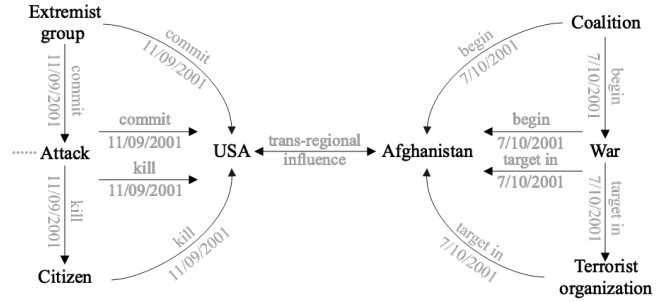 Extremist
group
commit
11/09/2001
commit
11/09/2001
Attack
commit
11/09/2001
kill
11/09/2001
kill
11/09/2001
Citizen
kill
11/09/2001
USA
trans-regional
influence
Afghanistan
Coalition
begin
7/10/2001
begin
7/10/2001
begin
7/10/2001
War
target in
7/10/2001
target in
7/10/2001
target in
7/10/2001
Terrorist
organization